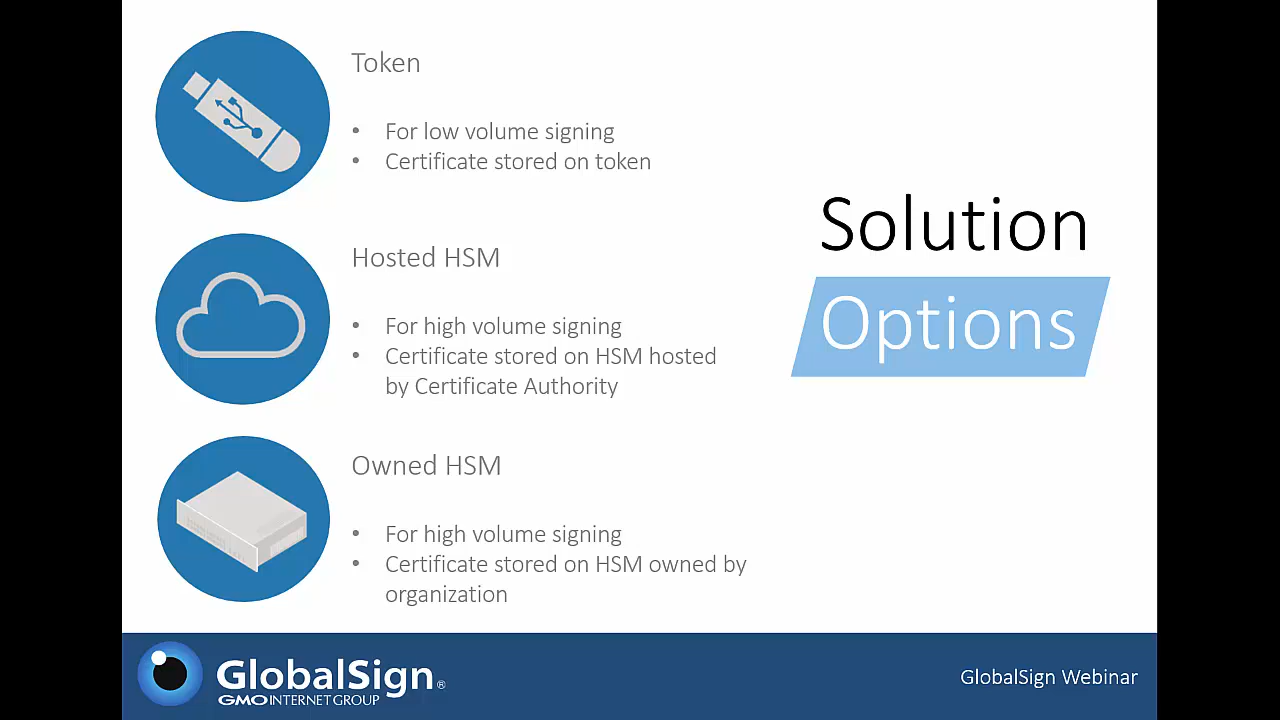 Token
• For low volume signing
• Certificate stored on token
Hosted HSM
• For high volume signing
• Certificate stored on HSM hosted
by Certificate Authority
Owned HSM
• For high volume signing
• Certificate stored on HSM owned by
organization
Solution
Options
GlobalSign®
GMO INTERNET GROUP
GlobalSign Webinar